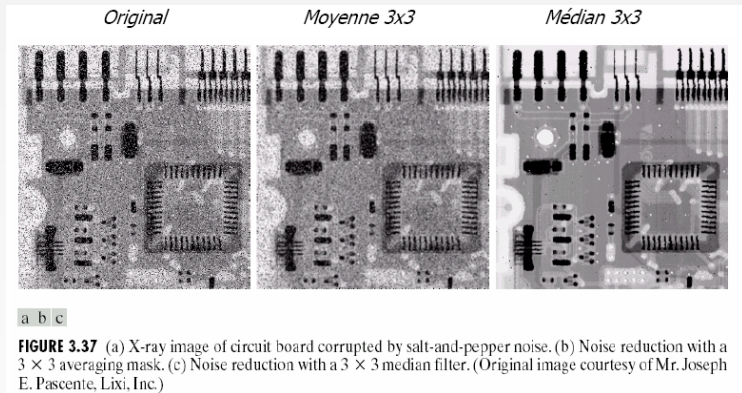 Original Moyenne 3x3 Médian 3x3
a b c
FIGURE 3.37 (a) X-ray image of circuit board corrupted by salt-and-pepper noise. (b) Noise reduction with a
3 × 3 averaging mask. (c) Noise reduction with a 3 × 3 median filter. (Original image courtesy of Mr. Joseph
E. Pascente, Lixi, Inc.)